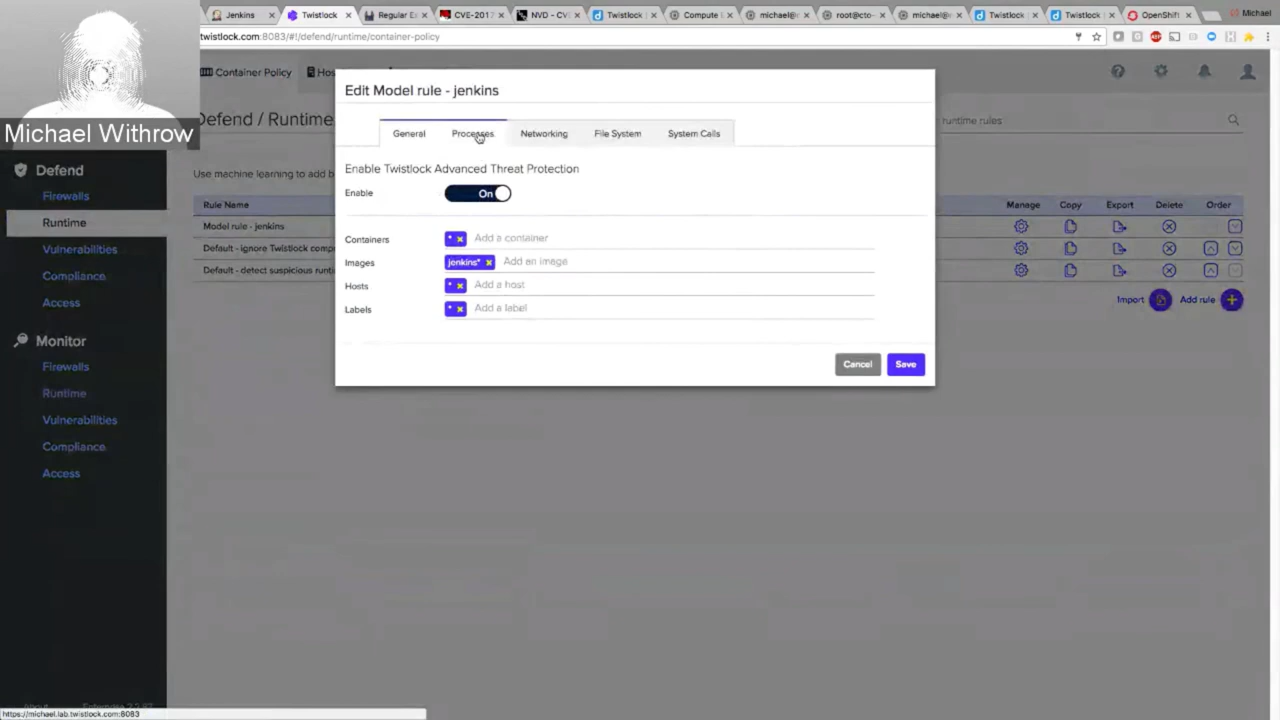 Jenkins
Twistlock
Regular Ex
CVE-2017
NVD - CVE
Twistlock
Compute
michael@
root@cto-
michael@
Twistlock
Twistlock
OpenShift
Michael
twistlock.com:8083/#!/defend/runtime/container-policy
Container Policy
Hos
Michael Withrow
Defend / Runtime
runtime rules
Edit Model rule - jenkins
General
Processes
Networking
File System
System Calls
Enable Twistlock Advanced Threat Protection
Enable
On
Containers
* x Add a container
Images
jenkins* x Add an image
Hosts
* x Add a host
Labels
* x Add a label
Cancel
Save
Defend
Firewalls
Runtime
Vulnerabilities
Compliance
Access
Monitor
Firewalls
Runtime
Vulnerabilities
Compliance
Access
Use machine learning to add b
Rule Name
Manage
Copy
Export
Delete
Order
Model rule - jenkins
Default - ignore Twistlock comp
Default - detect suspicious runti
Import
Add rule
https://michael.lab.twistlock.com:8083